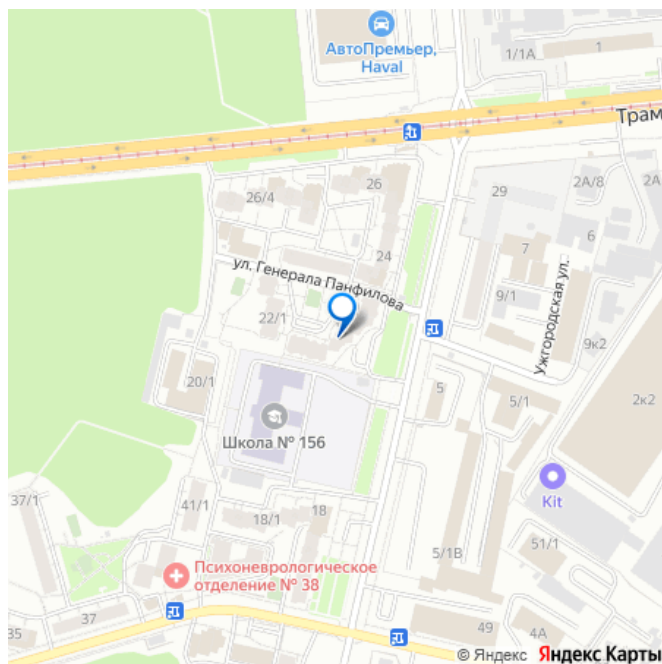 АвтоПремьер,
Haval
1/1А
1
Трам
26/4
26
29
2А/8
2А
24
7
6
ул. Генерала Панфилова
9/1
Ужгородская ул.
22/1
9к2
20/1
5
5/1
2к2
Школа № 156
Kit
37/1
41/1
18/1
18
51/1
5/1В
Психоневрологическое
отделение № 38
37
35
49
4А
© Яндекс Яндекс Карты